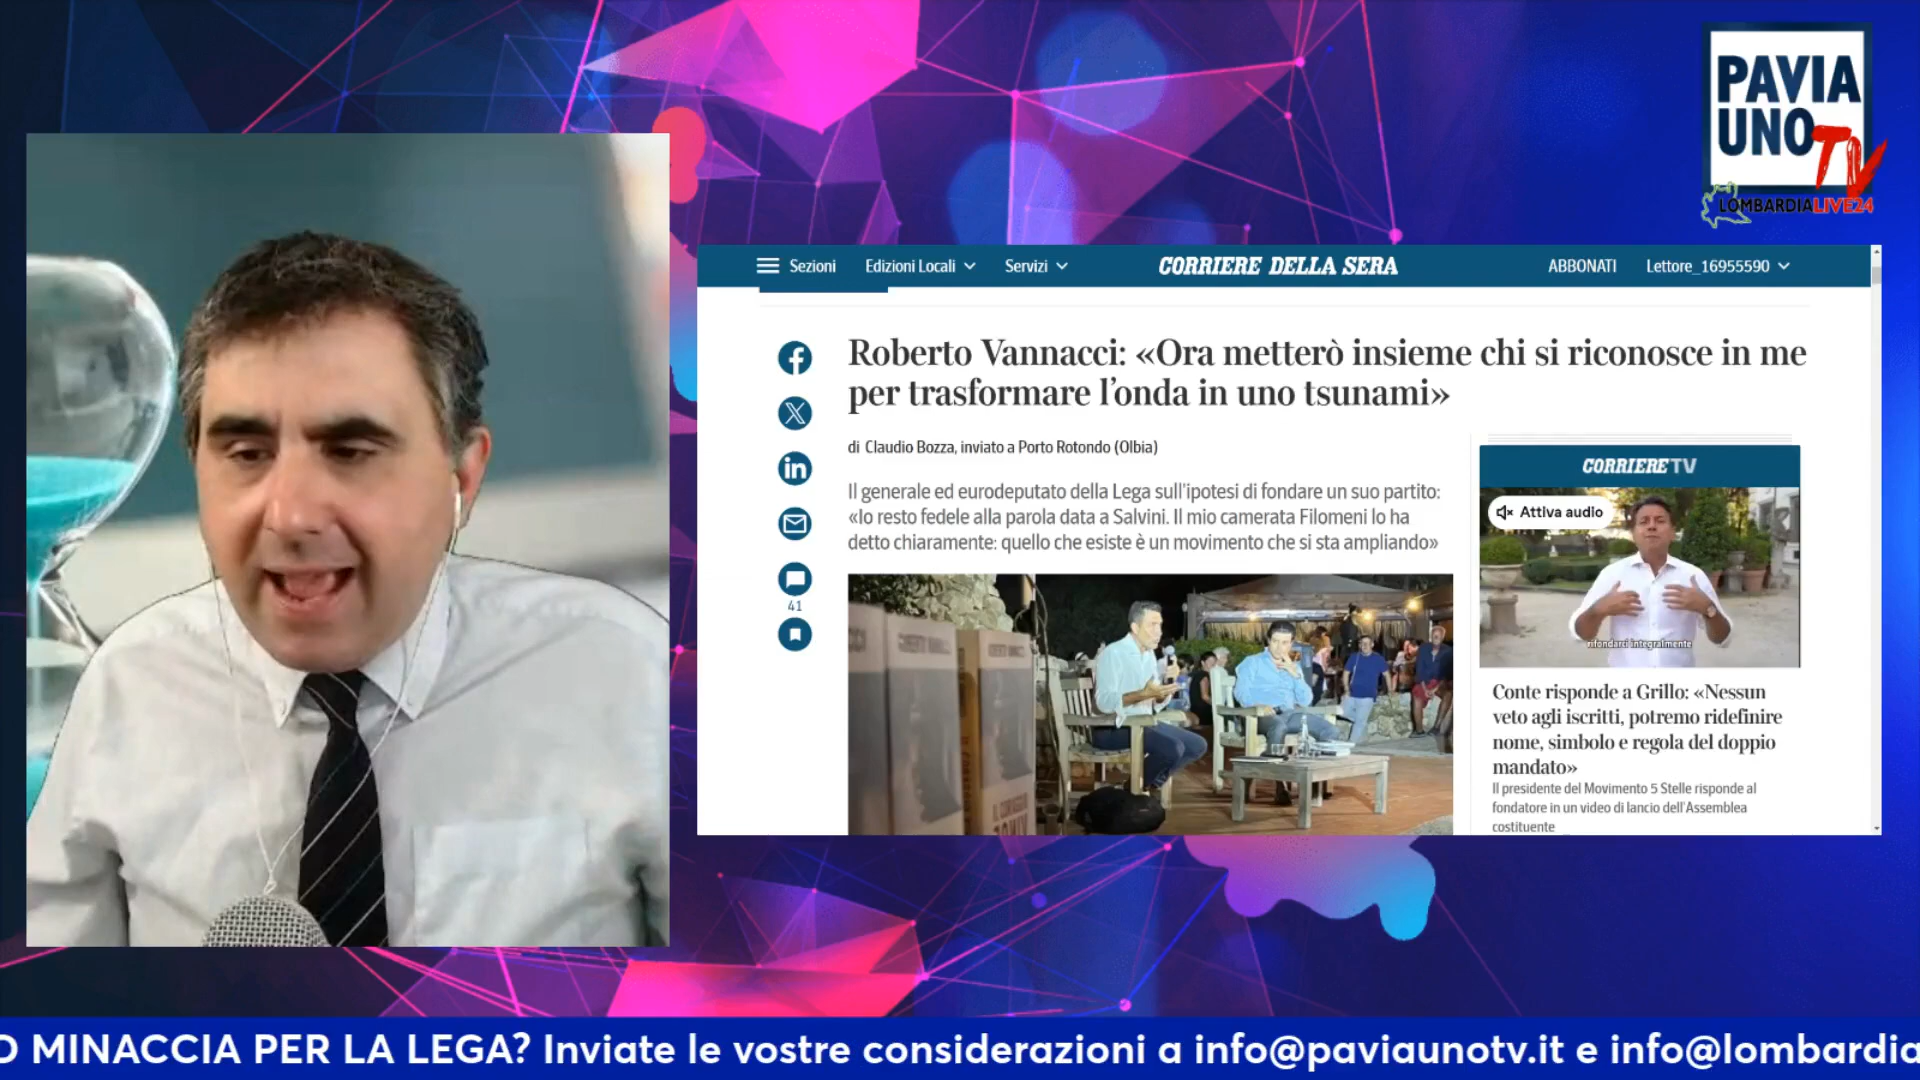 PAVIA
UNO TV
LOMBARDIALIVE24
Sezioni
Edizioni Locali
Servizi
CORRIERE DELLA SERA
ABBONATI
Lettore_16955590
Roberto Vannacci: «Ora metterò insieme chi si riconosce in me
per trasformare l'onda in uno tsunami»
di Claudio Bozza, inviato a Porto Rotondo (Olbia)
Il generale ed eurodeputato della Lega sull'ipotesi di fondare un suo partito:
«Io resto fedele alla parola data a Salvini. Il mio camerata Filomeni lo ha
detto chiaramente: quello che esiste è un movimento che si sta ampliando»
41
CORRIERE TV
Attiva audio
rifondarci integralmente
Conte risponde a Grillo: «Nessun
veto agli iscritti, potremo ridefinire
nome, simbolo e regola del doppio
mandato»
Il presidente del Movimento 5 Stelle risponde al
fondatore in un video di lancio dell'Assemblea
costituente
O MINACCIA PER LA LEGA? Inviate le vostre considerazioni a info@paviaunotv.it e info@lombardia